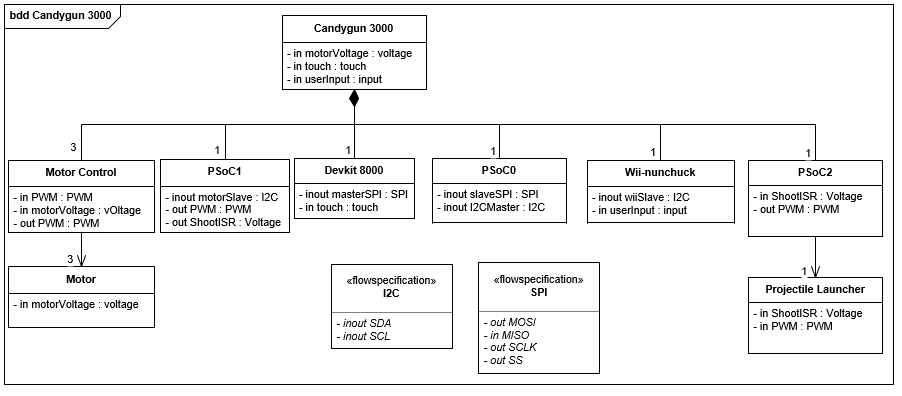 bdd Candygun 3000
Candygun 3000
- in motorVoltage : voltage
- in touch : touch
- in userInput : input
3
1
1
1
1
1
Motor Control
- in PWM : PWM
- in motorVoltage : vOltage
- out PWM : PWM
PSoC1
- inout motorSlave : I2C
- out PWM : PWM
- out ShootISR : Voltage
Devkit 8000
- inout masterSPI : SPI
- in touch : touch
PSoC0
- inout slaveSPI : SPI
- inout I2CMaster : I2C
Wii-nunchuck
- inout wiiSlave : I2C
- in userInput : input
PSoC2
- in ShootISR : Voltage
- out PWM : PWM
3
Motor
- in motorVoltage : voltage
«flowspecification»
I2C
- inout SDA
- inout SCL
«flowspecification»
SPI
- out MOSI
- in MISO
- out SCLK
- out SS
1
Projectile Launcher
- in ShootISR : Voltage
- in PWM : PWM